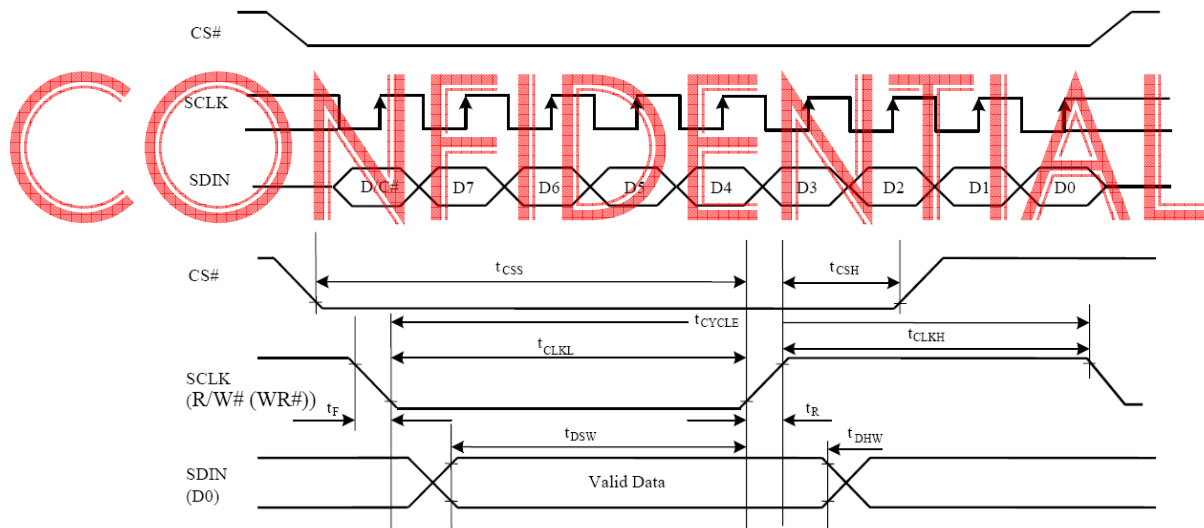 CS#
CONFIDENTIAL
SCLK
SDIN D/C# D7 D6 D5 D4 D3 D2 D1 D0
CS# tCSS tCSH
tCYCLE
tCLKL tCLKH
SCLK
(R/W# (WR#))
tF tR
tDSW tDHW
SDIN
(D0)
Valid Data